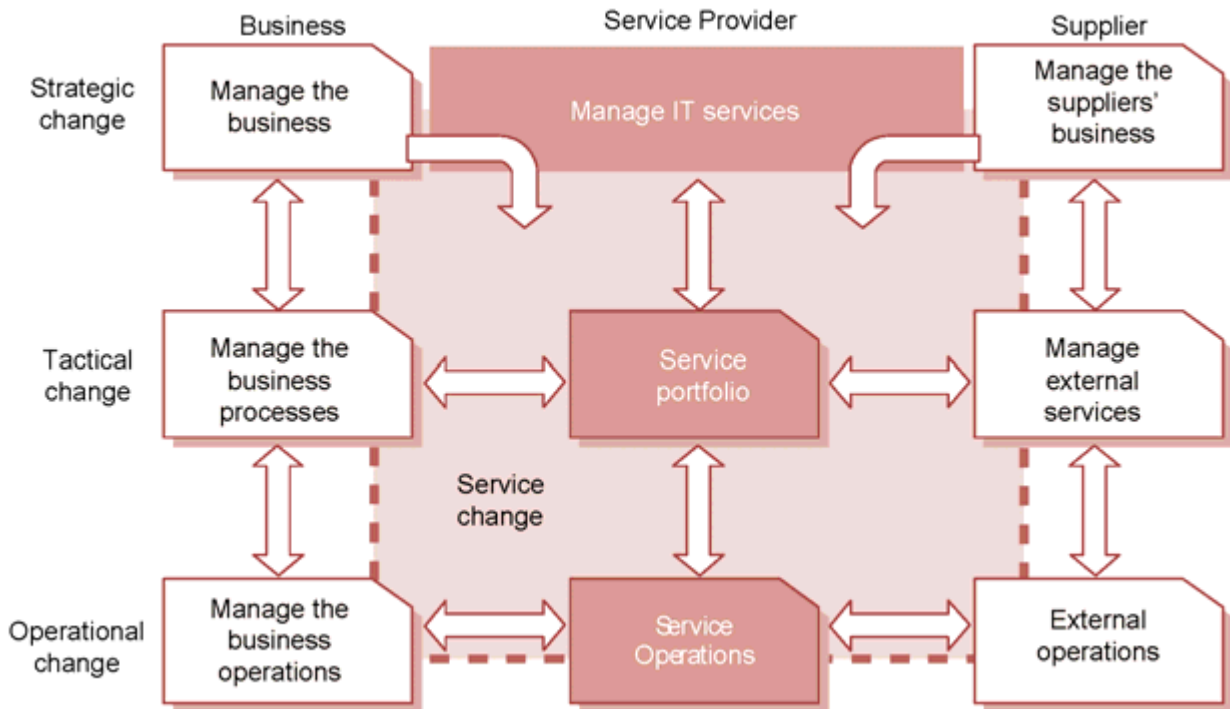 Business
Service Provider
Supplier
Strategic
change
Manage the
business
Manage IT services
Manage the
suppliers'
business
Tactical
change
Manage the
business
processes
Service
portfolio
Manage
external
services
Service
change
Operational
change
Manage the
business
operations
Service
Operations
External
operations